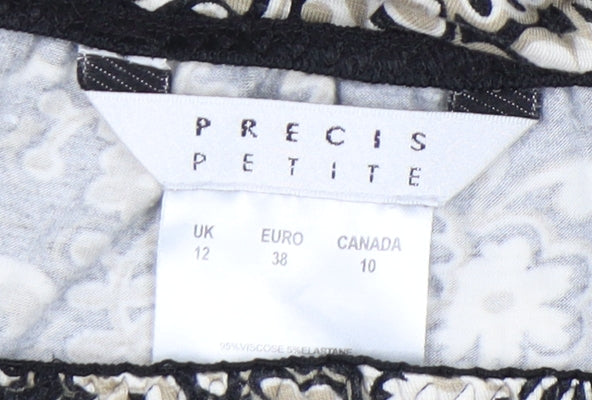 PRECIS
PETITE
UK EURO CANADA
12 38 10
95%VISCOSE 5%ELASTANE